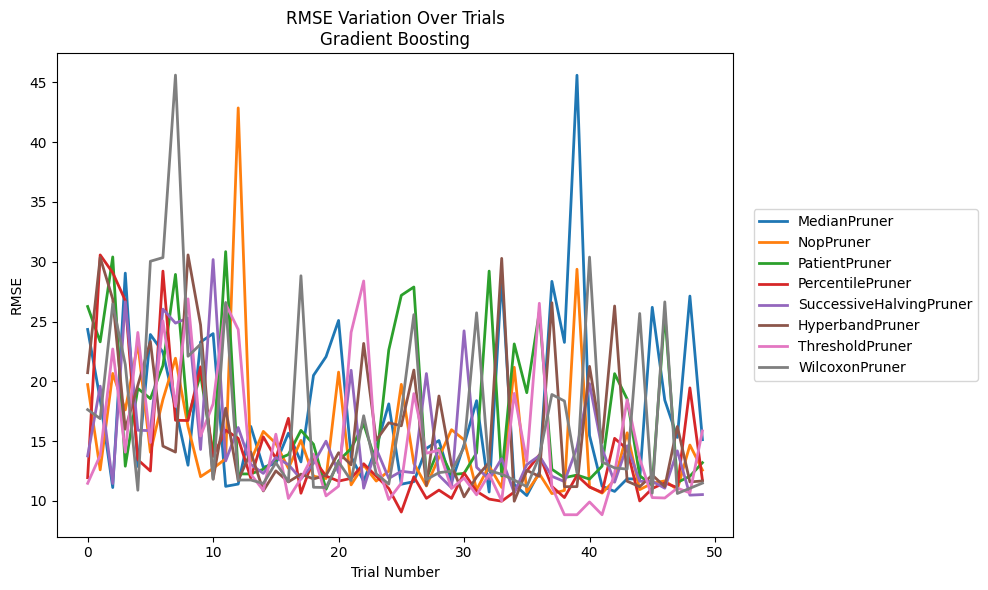 RMSE Variation Over Trials
Gradient Boosting
45
40
35
30
25
20
15
10
RMSE
0
10
20
30
40
50
Trial Number
MedianPruner
NopPruner
PatientPruner
PercentilePruner
SuccessiveHalvingPruner
HyperbandPruner
ThresholdPruner
WilcoxonPruner